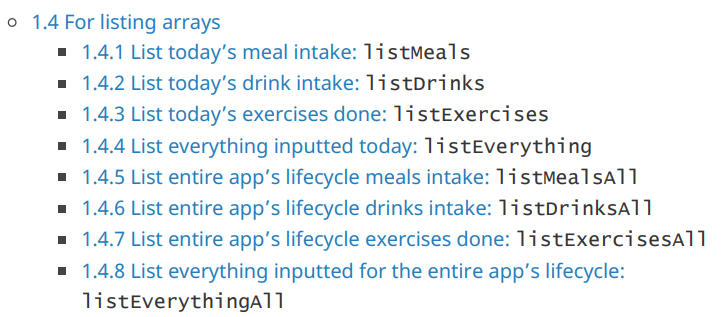 1.4 For listing arrays
1.4.1 List today’s meal intake: listMeals
1.4.2 List today’s drink intake: listDrinks
1.4.3 List today’s exercises done: listExercises
1.4.4 List everything inputted today: listEverything
1.4.5 List entire app’s lifecycle meals intake: listMealsAll
1.4.6 List entire app’s lifecycle drinks intake: listDrinksAll
1.4.7 List entire app’s lifecycle exercises done: listExercisesAll
1.4.8 List everything inputted for the entire app’s lifecycle:
listEverythingAll